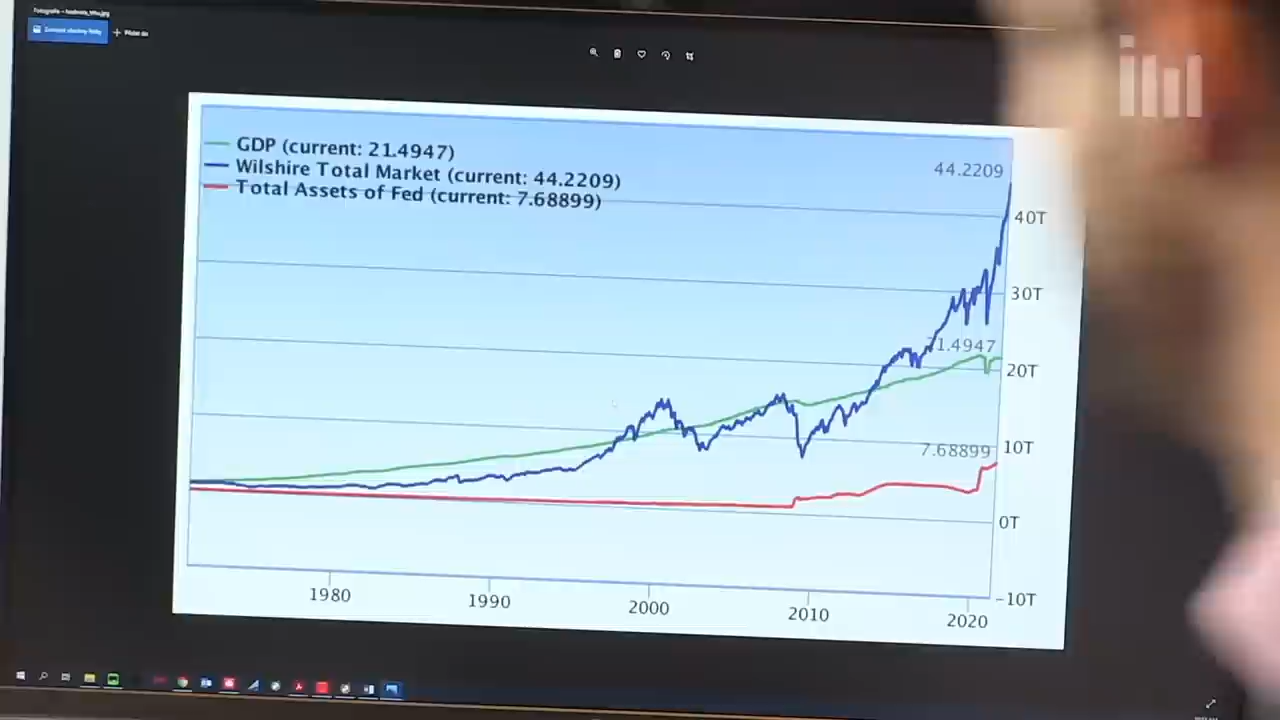 GDP (current: 21.4947)
Wilshire Total Market (current: 44.2209)
Total Assets of Fed (current: 7.68899)
44.2209
40T
30T
21.4947
20T
7.68899
10T
0T
-10T
1980
1990
2000
2010
2020